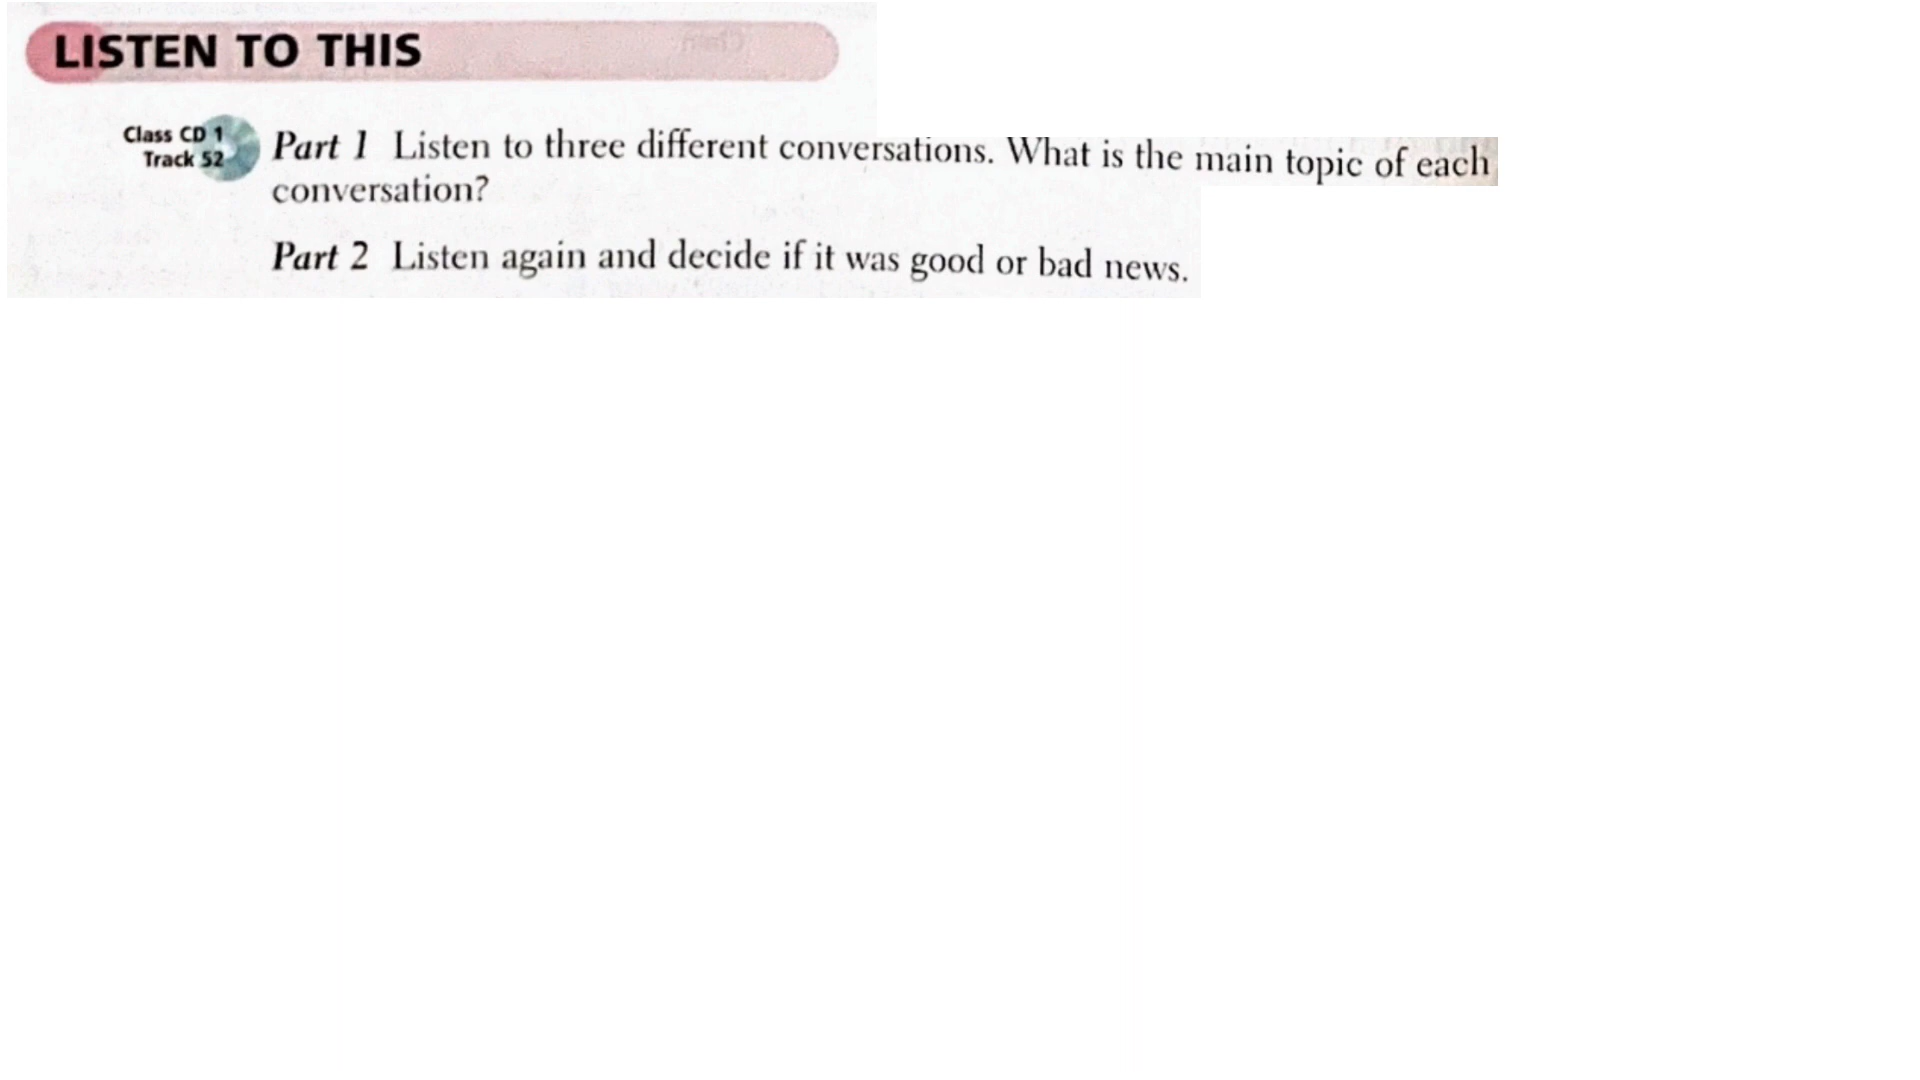 LISTEN TO THIS
Class CD 1
Track 52
Part 1 Listen to three different conversations. What is the main topic of each
conversation?
Part 2 Listen again and decide if it was good or bad news.